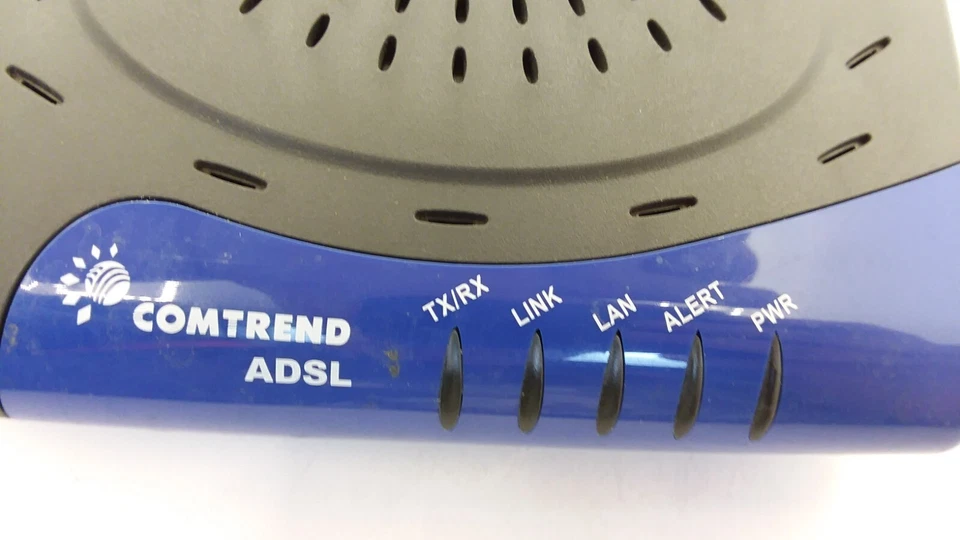 COMTREND
ADSL
TX/RX
LINK
LAN
ALERT
PWR